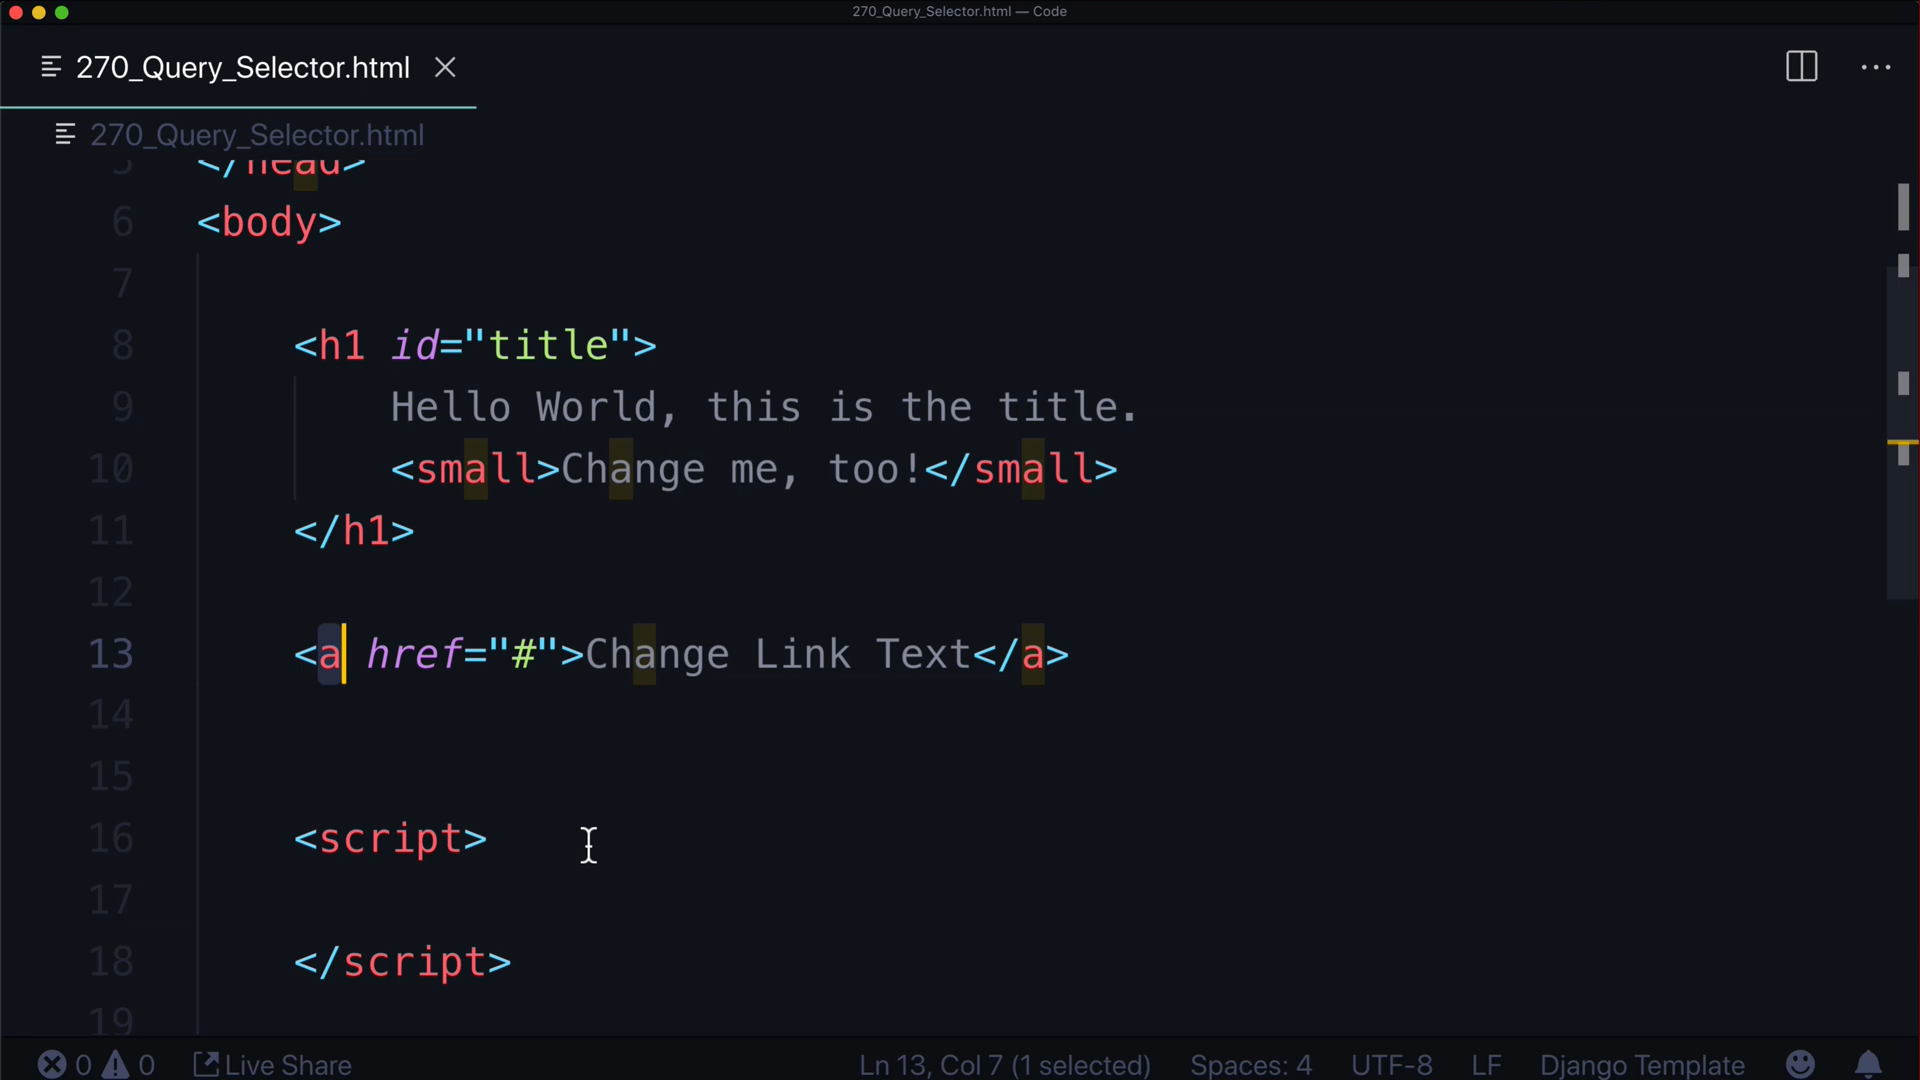 270_Query_Selector.html — Code
270_Query_Selector.html
270_Query_Selector.html
5 </head>
6 <body>
7
8 <h1 id="title">
9 Hello World, this is the title.
10 <small>Change me, too!</small>
11 </h1>
12
13 <a href="#">Change Link Text</a>
14
15
16 <script>
17
18 </script>
19
0 0 Live Share Ln 13, Col 7 (1 selected) Spaces: 4 UTF-8 LF Django Template